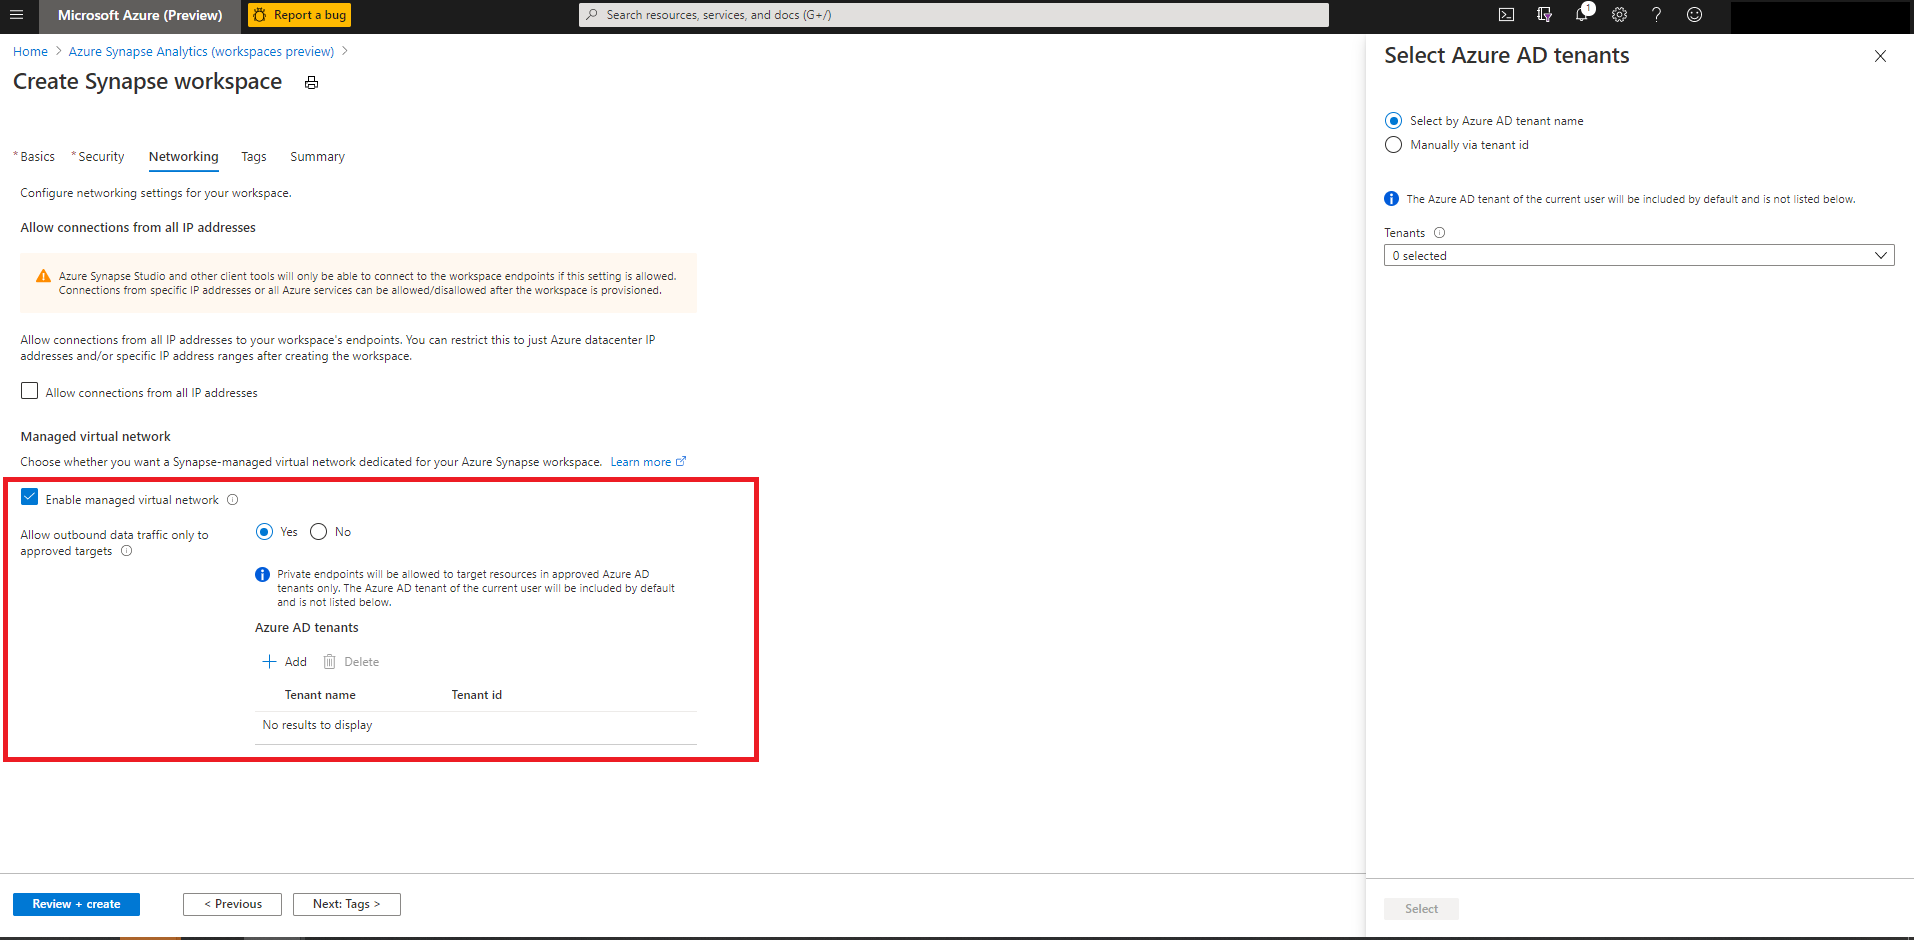 Microsoft Azure (Preview)
Report a bug
Search resources, services, and docs (G+/)
1
Home > Azure Synapse Analytics (workspaces preview) >
Create Synapse workspace
* Basics * Security Networking Tags Summary
Configure networking settings for your workspace.
Allow connections from all IP addresses
Azure Synapse Studio and other client tools will only be able to connect to the workspace endpoints if this setting is allowed.
Connections from specific IP addresses or all Azure services can be allowed/disallowed after the workspace is provisioned.
Allow connections from all IP addresses to your workspace's endpoints. You can restrict this to just Azure datacenter IP
addresses and/or specific IP address ranges after creating the workspace.
Allow connections from all IP addresses
Managed virtual network
Choose whether you want a Synapse-managed virtual network dedicated for your Azure Synapse workspace. Learn more
Enable managed virtual network
Allow outbound data traffic only to
approved targets
Yes No
Private endpoints will be allowed to target resources in approved Azure AD
tenants only. The Azure AD tenant of the current user will be included by default
and is not listed below.
Azure AD tenants
Add Delete
Tenant name Tenant id
No results to display
Review + create < Previous Next: Tags >
Select Azure AD tenants
Select by Azure AD tenant name
Manually via tenant id
The Azure AD tenant of the current user will be included by default and is not listed below.
Tenants
0 selected
Select